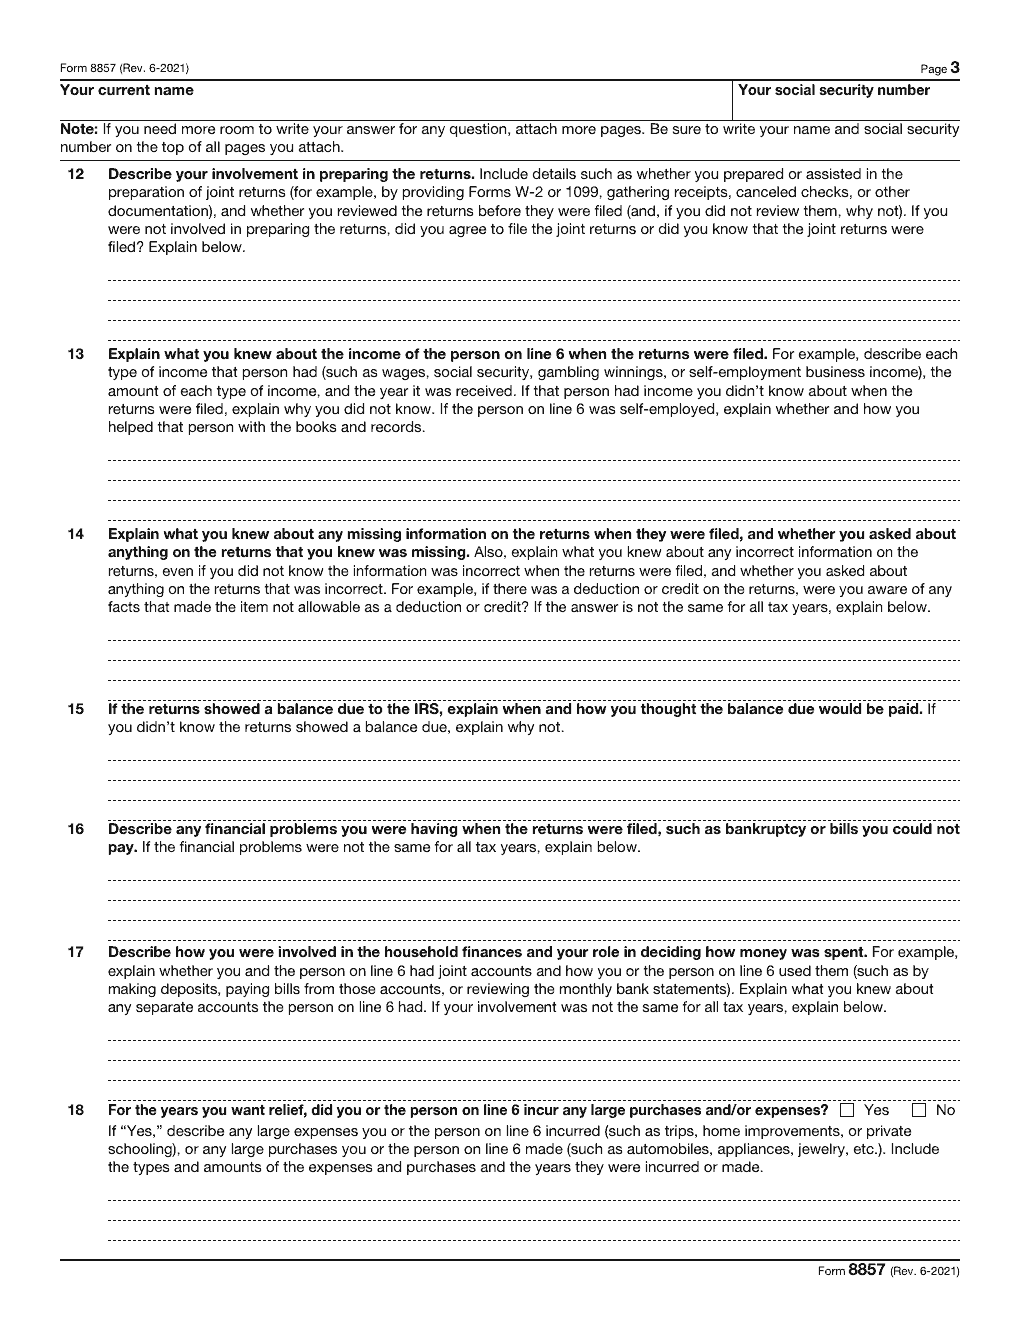 Form 8857 (Rev. 6-2021) Page 3
Your current name Your social security number
Note: If you need more room to write your answer for any question, attach more pages. Be sure to write your name and social security
number on the top of all pages you attach.
12 Describe your involvement in preparing the returns. Include details such as whether you prepared or assisted in the
preparation of joint returns (for example, by providing Forms W-2 or 1099, gathering receipts, canceled checks, or other
documentation), and whether you reviewed the returns before they were filed (and, if you did not review them, why not). If you
were not involved in preparing the returns, did you agree to file the joint returns or did you know that the joint returns were
filed? Explain below.
13 Explain what you knew about the income of the person on line 6 when the returns were filed. For example, describe each
type of income that person had (such as wages, social security, gambling winnings, or self-employment business income), the
amount of each type of income, and the year it was received. If that person had income you didn't know about when the
returns were filed, explain why you did not know. If the person on line 6 was self-employed, explain whether and how you
helped that person with the books and records.
14 Explain what you knew about any missing information on the returns when they were filed, and whether you asked about
anything on the returns that you knew was missing. Also, explain what you knew about any incorrect information on the
returns, even if you did not know the information was incorrect when the returns were filed, and whether you asked about
anything on the returns that was incorrect. For example, if there was a deduction or credit on the returns, were you aware of any
facts that made the item not allowable as a deduction or credit? If the answer is not the same for all tax years, explain below.
15 If the returns showed a balance due to the IRS, explain when and how you thought the balance due would be paid. If
you didn't know the returns showed a balance due, explain why not.
16 Describe any financial problems you were having when the returns were filed, such as bankruptcy or bills you could not
pay. If the financial problems were not the same for all tax years, explain below.
17 Describe how you were involved in the household finances and your role in deciding how money was spent. For example,
explain whether you and the person on line 6 had joint accounts and how you or the person on line 6 used them (such as by
making deposits, paying bills from those accounts, or reviewing the monthly bank statements). Explain what you knew about
any separate accounts the person on line 6 had. If your involvement was not the same for all tax years, explain below.
18 For the years you want relief, did you or the person on line 6 incur any large purchases and/or expenses? Yes No
If “Yes,” describe any large expenses you or the person on line 6 incurred (such as trips, home improvements, or private
schooling), or any large purchases you or the person on line 6 made (such as automobiles, appliances, jewelry, etc.). Include
the types and amounts of the expenses and purchases and the years they were incurred or made.
Form 8857 (Rev. 6-2021)